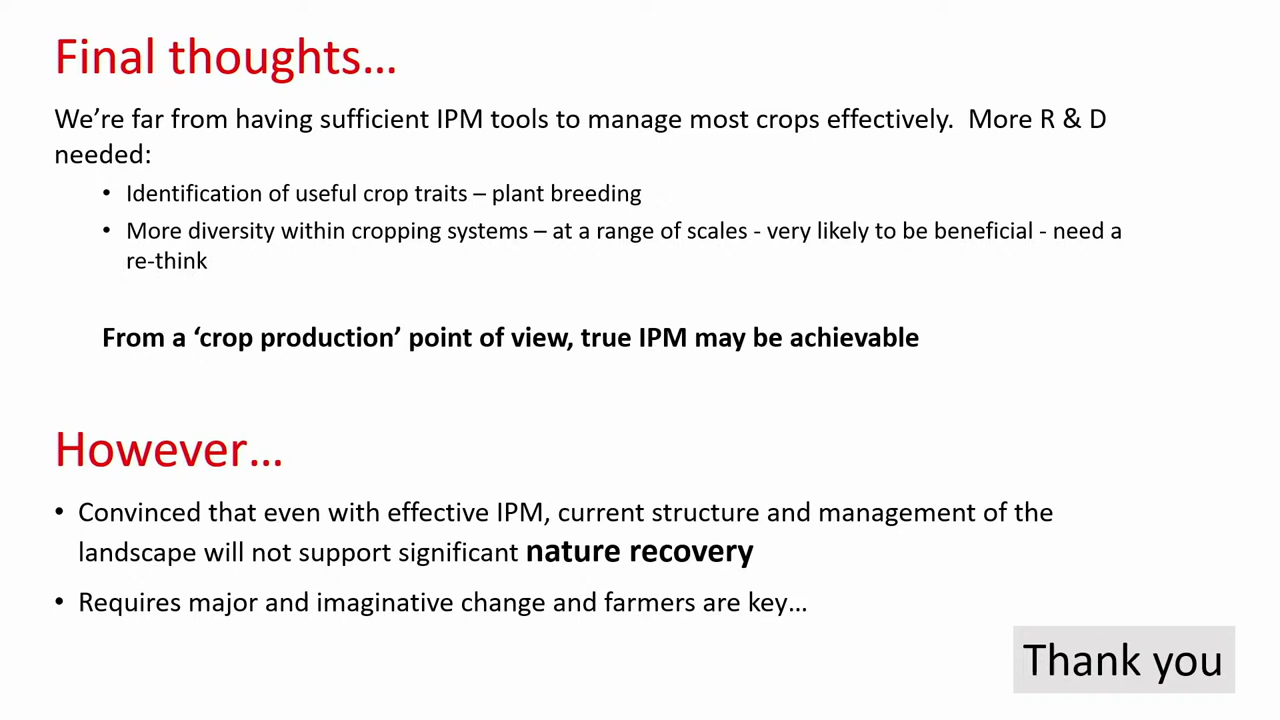 Final thoughts…
We’re far from having sufficient IPM tools to manage most crops effectively.  More R & D
needed:
• Identification of useful crop traits – plant breeding
• More diversity within cropping systems – at a range of scales - very likely to be beneficial - need a
re-think
From a ‘crop production’ point of view, true IPM may be achievable
However…
• Convinced that even with effective IPM, current structure and management of the
landscape will not support significant nature recovery
• Requires major and imaginative change and farmers are key…
Thank you